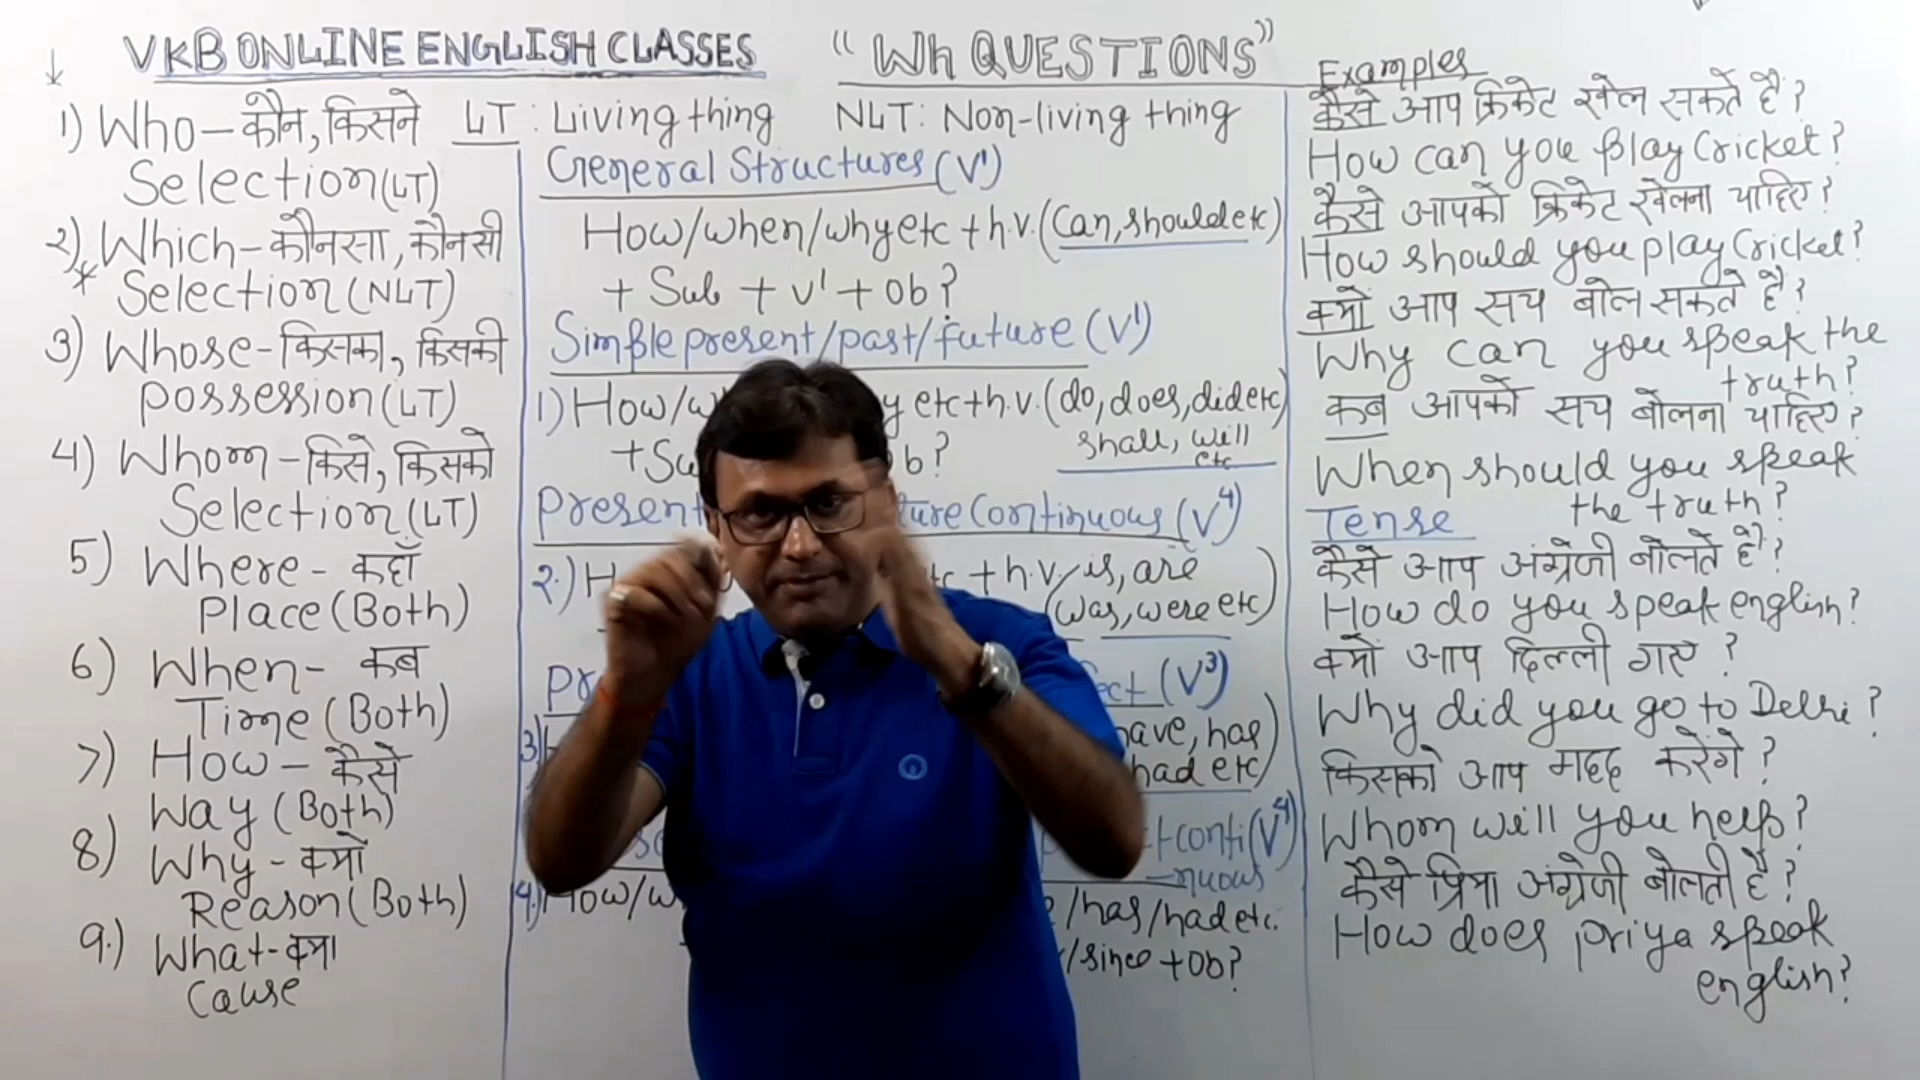 VKB ONLINE ENGLISH CLASSES
"Wh QUESTIONS"
1) Who – कौन, किसने
Selection (LT)
2) Which – कौनसा, कौनसी
* Selection (NLT)
3) Whose – किसका, किसकी
Possession (LT)
4) Whom – किसे, किसको
Selection (LT)
5) Where – कहाँ
Place (Both)
6) When – कब
Time (Both)
7) How – कैसे
Way (Both)
8) Why – क्यों
Reason (Both)
9.) What – क्या
Cause
LT : Living thing NLT : Non-living thing
General Structures (V¹)
How/when/why etc + h.v. (Can, should etc)
+ Sub + V¹ + Ob?
Simple present/past/future (V¹)
1) How/w y etc + h.v. (do, does, did etc
shall, will
etc
+ Su b?
Present ture Continuous (V⁴)
2.) H c + h.v. is, are
(was, were etc)
ect (V³)
3) have, has
had etc)
conti (V⁴)
nuous
4.) How/w /has/had etc.
/since + Ob?
Examples
कैसे आप क्रिकेट खेल सकते हैं?
How can you play Cricket?
कैसे आपको क्रिकेट खेलना चाहिए?
How should you play Cricket?
क्यों आप सच बोल सकते हैं?
Why can you speak the
truth?
कब आपको सच बोलना चाहिए?
When should you speak
the truth?
Tense
कैसे आप अंग्रेजी बोलते हैं?
How do you speak english?
क्यों आप दिल्ली गए?
Why did you go to Delhi?
किसको आप मदद करेंगे?
Whom will you help?
कैसे प्रिया अंग्रेजी बोलती है?
How does priya speak
english?